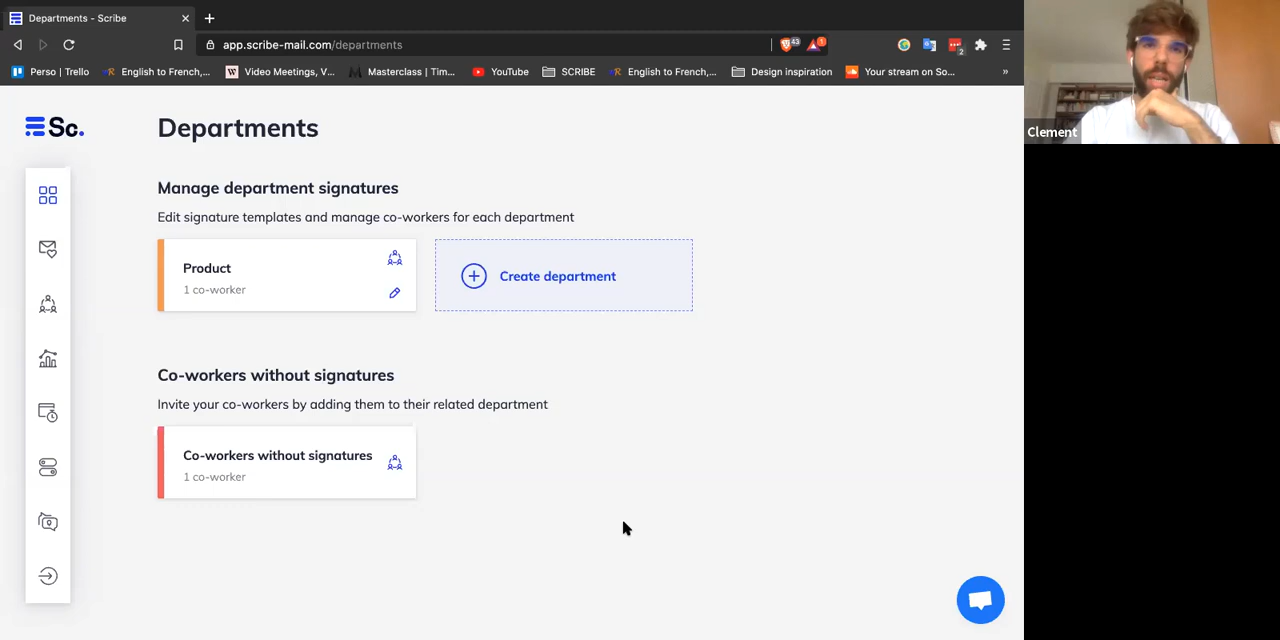 Departments - Scribe
app.scribe-mail.com/departments
43
1
2
Perso | Trello
English to French,...
Video Meetings, V...
Masterclass | Tim...
YouTube
SCRIBE
English to French,...
Design inspiration
Your stream on So...
»
Clement
Sc.
Departments
Manage department signatures
Edit signature templates and manage co-workers for each department
Product
1 co-worker
Create department
Co-workers without signatures
Invite your co-workers by adding them to their related department
Co-workers without signatures
1 co-worker